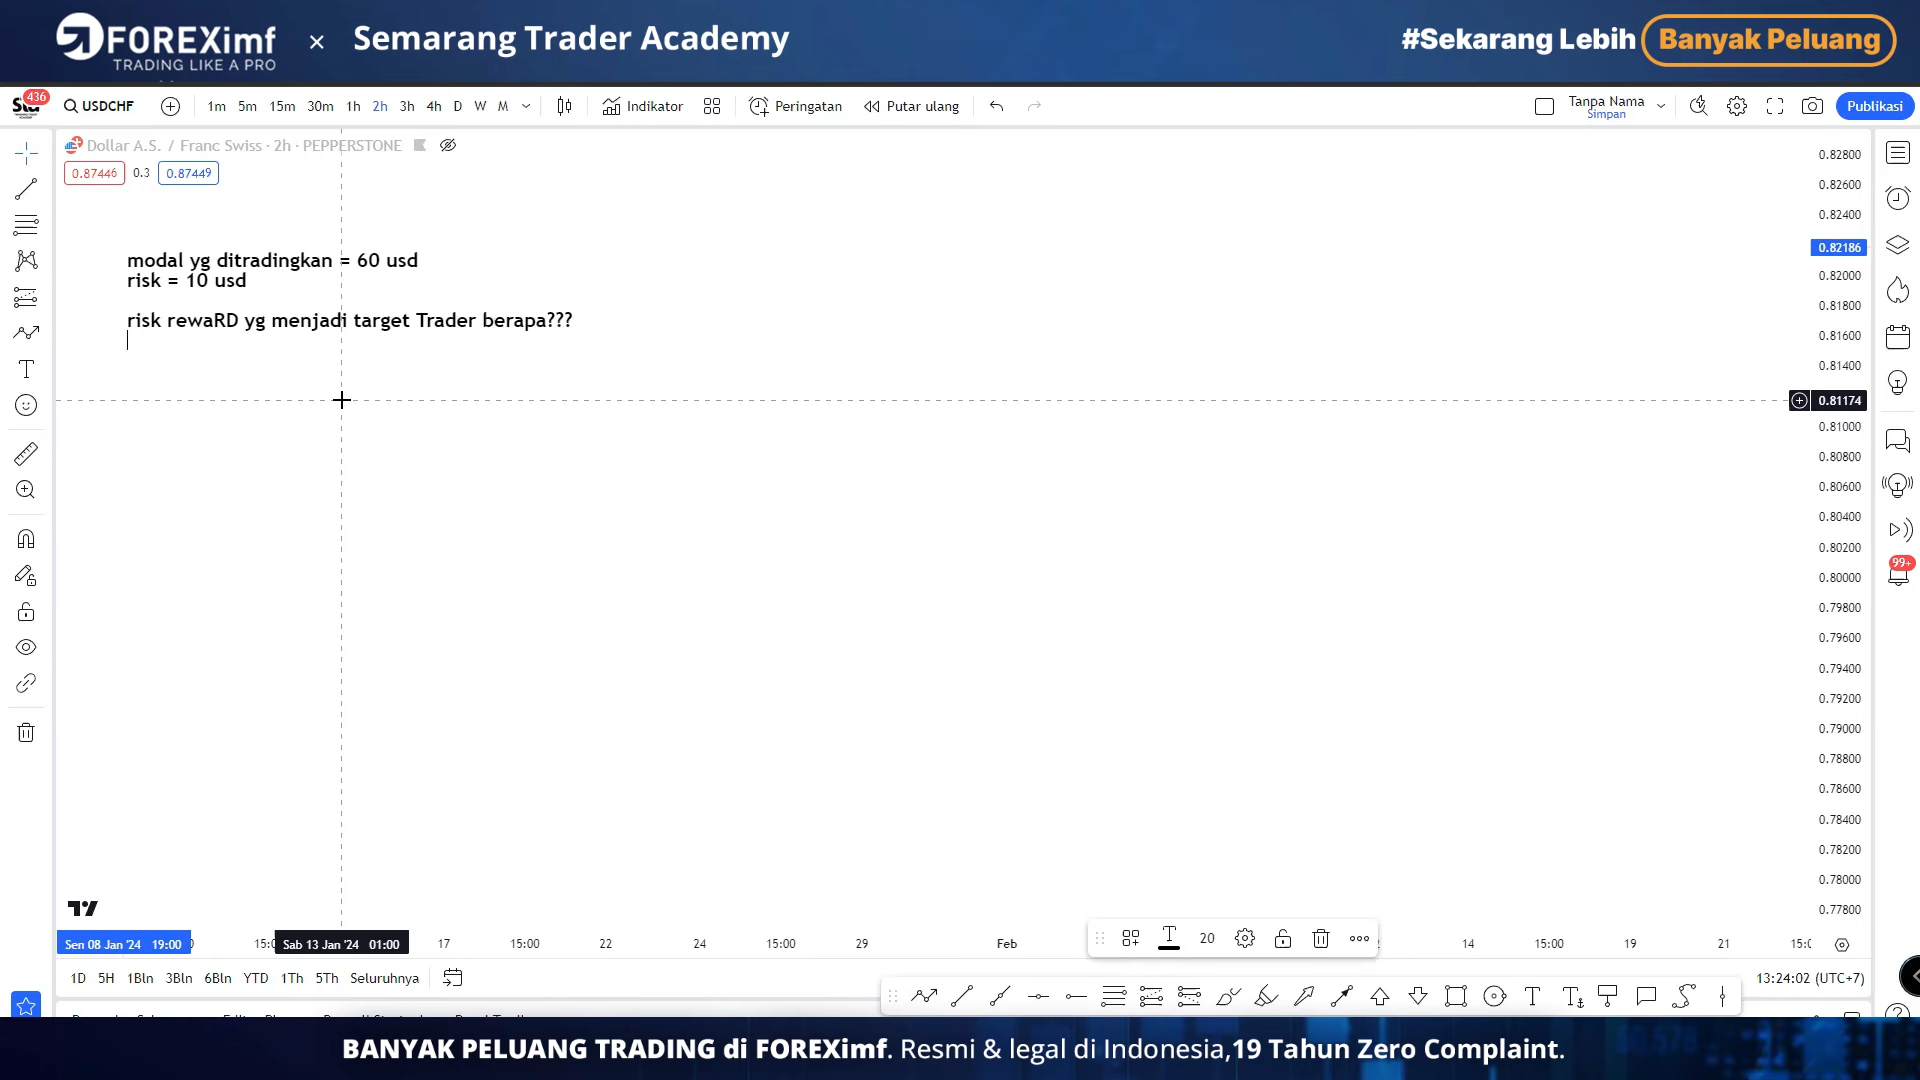 FOREXimf
TRADING LIKE A PRO
×
Semarang Trader Academy
#Sekarang Lebih Banyak Peluang
436
USDCHF
1m 5m 15m 30m 1h 2h 3h 4h D W M
Indikator
Peringatan
Putar ulang
Tanpa Nama
Simpan
Publikasi
Dollar A.S. / Franc Swiss · 2h · PEPPERSTONE
0.87446 0.3 0.87449
modal yg ditradingkan = 60 usd
risk = 10 usd
risk rewaRD yg menjadi target Trader berapa???
0.82800
0.82600
0.82400
0.82186
0.82000
0.81800
0.81600
0.81400
0.81174
0.81000
0.80800
0.80600
0.80400
0.80200
0.80000
0.79800
0.79600
0.79400
0.79200
0.79000
0.78800
0.78600
0.78400
0.78200
0.78000
0.77800
99+
Sen 08 Jan '24 19:00
Sab 13 Jan '24 01:00
17 15:00 22 24 15:00 29 Feb 14 15:00 19 21
20
1D 5H 1Bln 3Bln 6Bln YTD 1Th 5Th Seluruhnya
13:24:02 (UTC+7)
BANYAK PELUANG TRADING di FOREXimf. Resmi & legal di Indonesia,19 Tahun Zero Complaint.